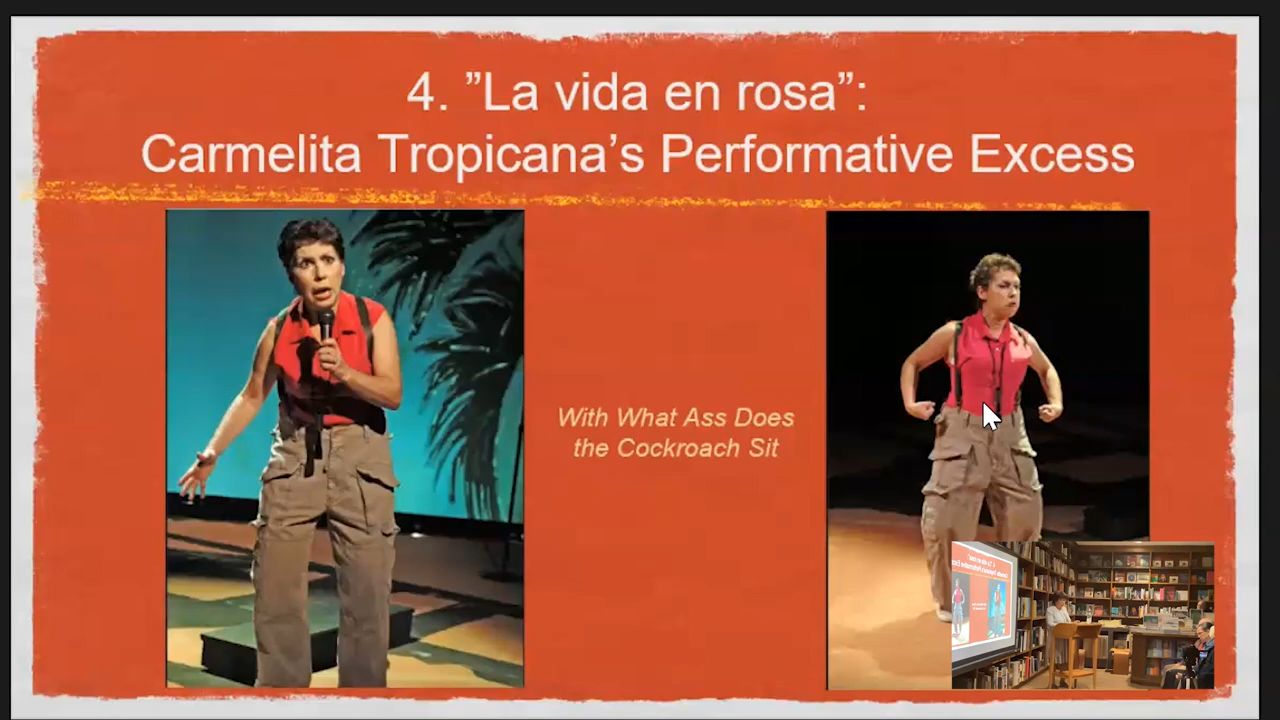 4. ”La vida en rosa”:
Carmelita Tropicana’s Performative Excess
With What Ass Does
the Cockroach Sit